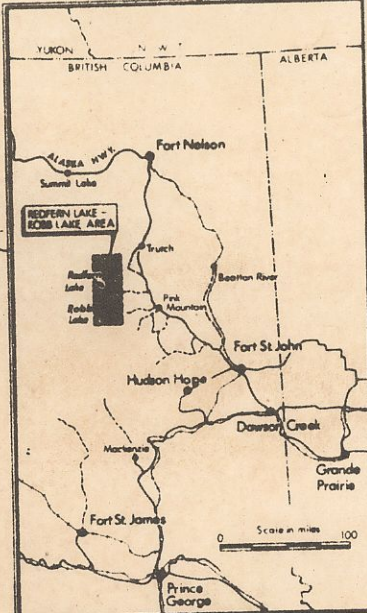 YUKON
N W T
BRITISH COLUMBIA
ALBERTA
ALASKA HWY.
Fort Nelson
Summit Lake
REDFERN LAKE -
ROBB LAKE AREA
Trutch
Beatton River
Redfern
Lake
Pink
Mountain
Robb
Lake
Fort St. John
Hudson Hope
Dawson Creek
Mackenzie
Grande
Prairie
Fort St. James
Scale in miles
0 100
Prince
George